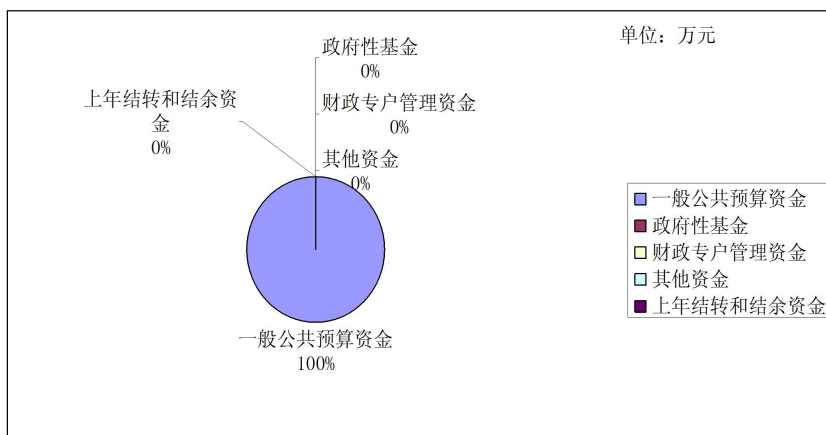 单位：万元
政府性基金
0%
上年结转和结余资
金
0%
财政专户管理资金
0%
其他资金
0%
一般公共预算资金
100%
一般公共预算资金
政府性基金
财政专户管理资金
其他资金
上年结转和结余资金